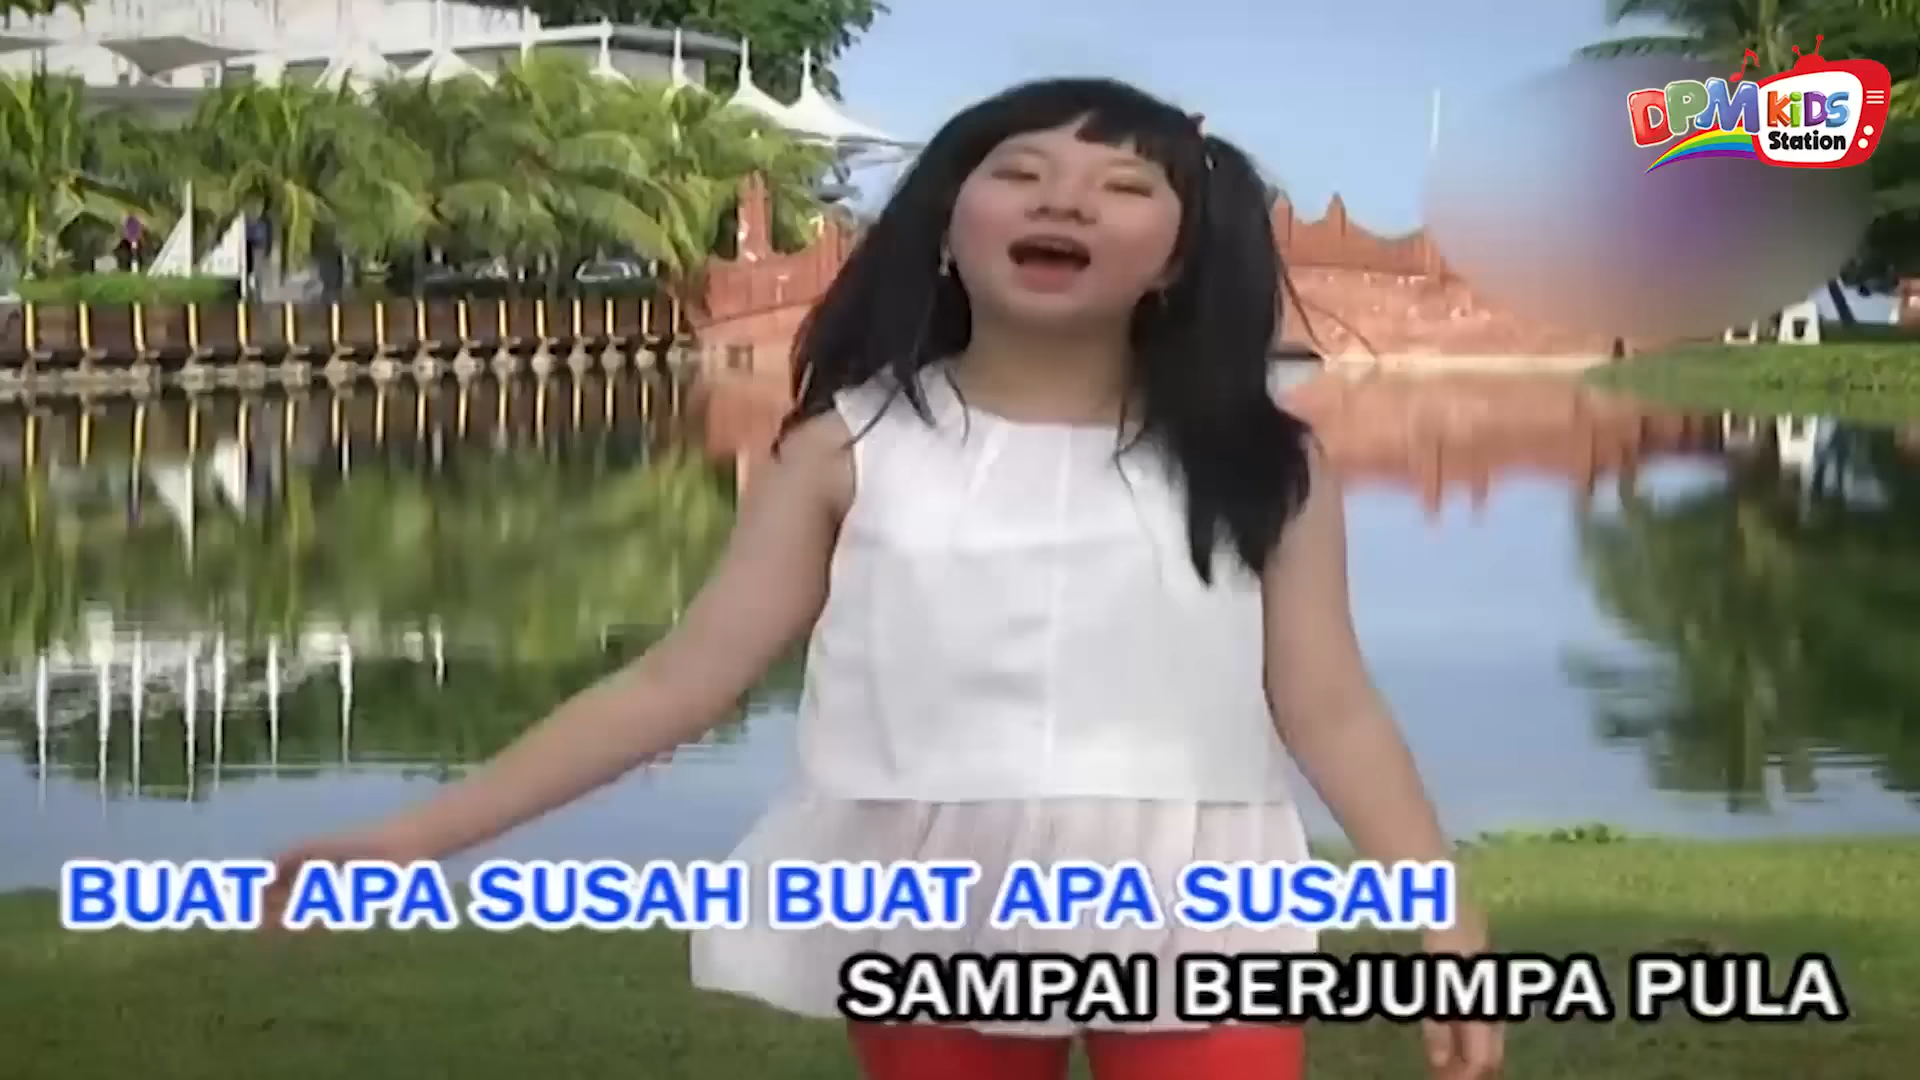 DPM KiDS
Station
BUAT APA SUSAH BUAT APA SUSAH
SAMPAI BERJUMPA PULA